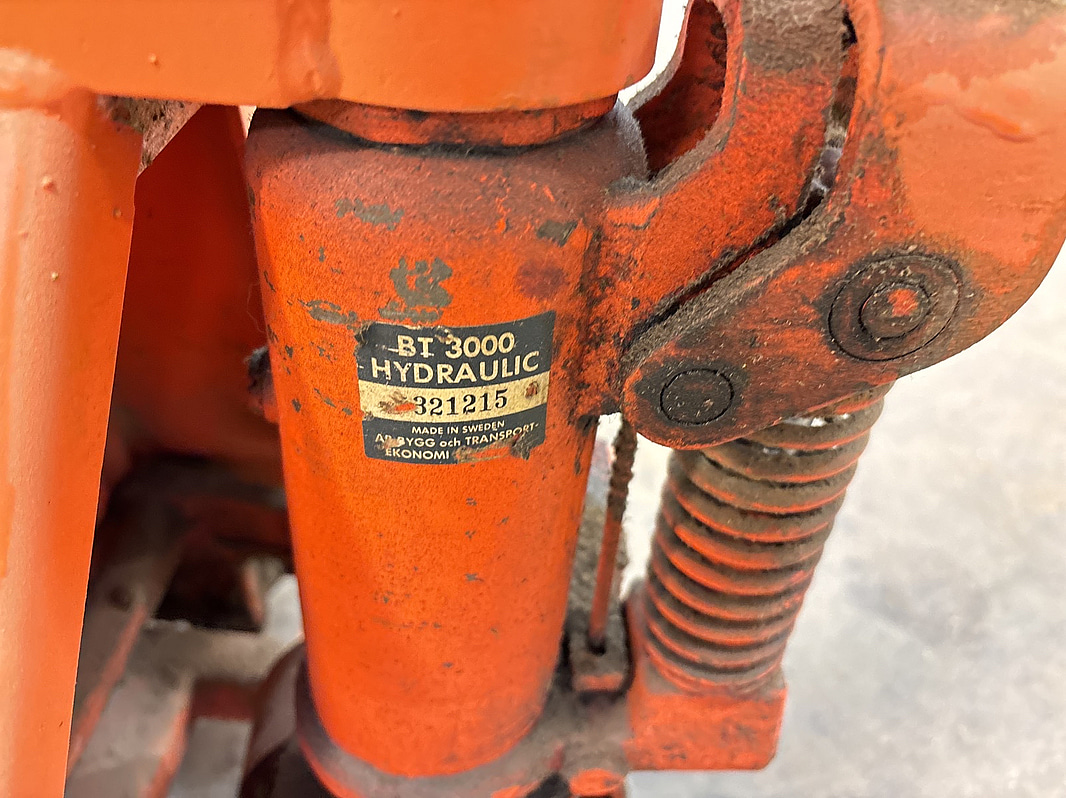 BT 3000
HYDRAULIC
321215
MADE IN SWEDEN
AB BYGG och TRANSPORT-
EKONOMI